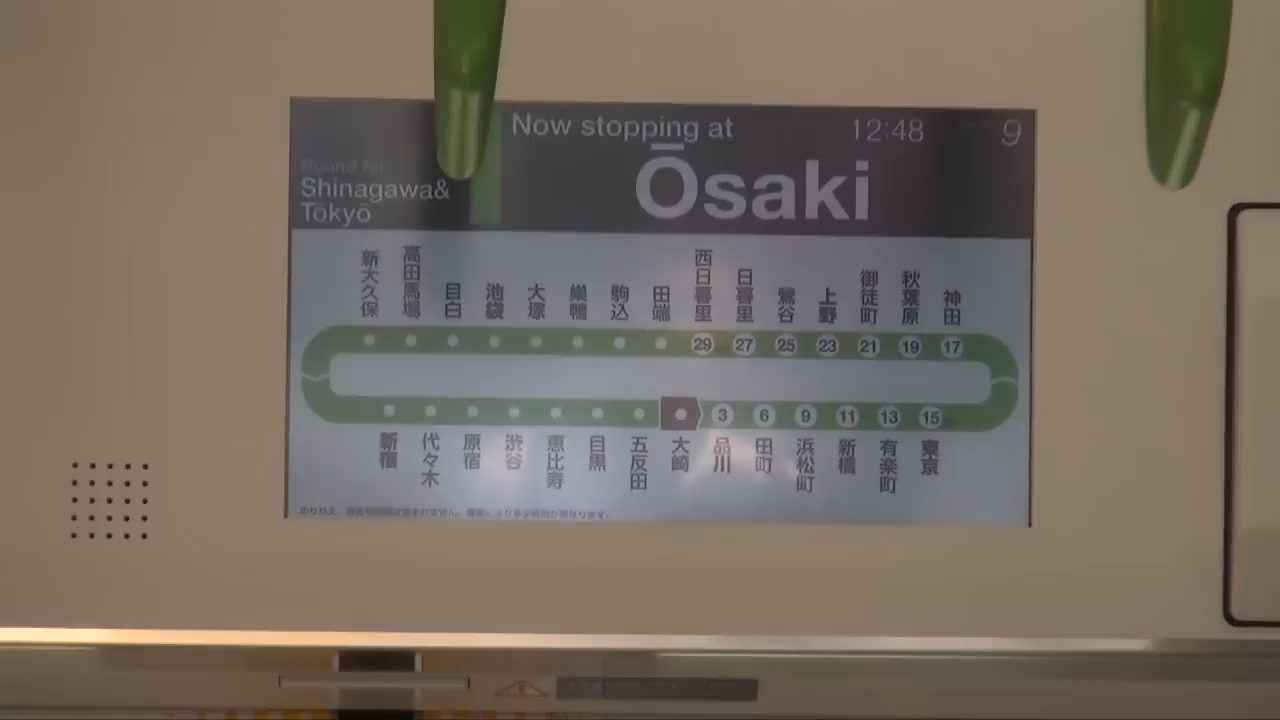 Now stopping at
12:48
9
Bound for
Shinagawa&
Tōkyō
Ōsaki
新大久保
高田馬場
目白
池袋
大塚
巣鴨
駒込
田端
西日暮里
日暮里
鶯谷
上野
御徒町
秋葉原
神田
29 27 25 23 21 19 17
3 6 9 11 13 15
新宿
代々木
原宿
渋谷
恵比寿
目黒
五反田
大崎
品川
田町
浜松町
新橋
有楽町
東京